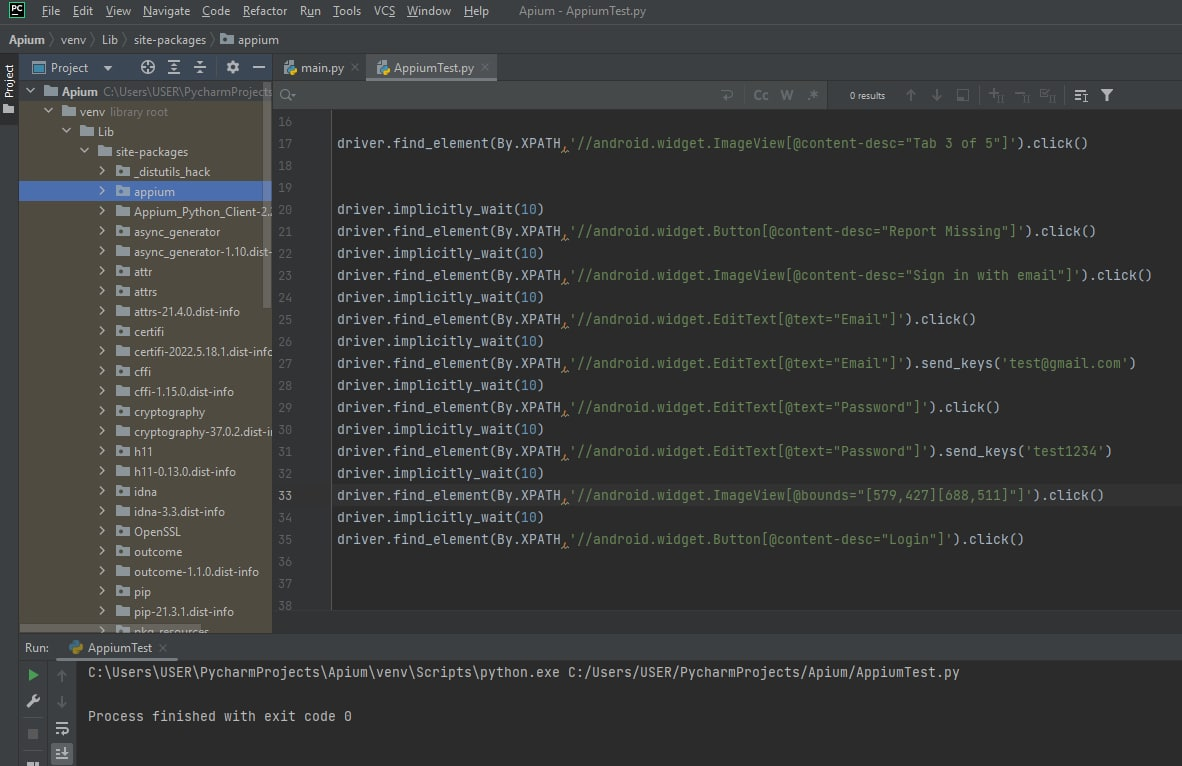 PC File Edit View Navigate Code Refactor Run Tools VCS Window Help Apium - AppiumTest.py
Apium venv Lib site-packages appium
Project
Project
main.py AppiumTest.py
Apium C:\Users\USER\PycharmProjects
venv library root
Lib
site-packages
_distutils_hack
appium
Appium_Python_Client-2.2
async_generator
async_generator-1.10.dist-
attr
attrs
attrs-21.4.0.dist-info
certifi
certifi-2022.5.18.1.dist-info
cffi
cffi-1.15.0.dist-info
cryptography
cryptography-37.0.2.dist-i
h11
h11-0.13.0.dist-info
idna
idna-3.3.dist-info
OpenSSL
outcome
outcome-1.1.0.dist-info
pip
pip-21.3.1.dist-info
pkg_resources
Cc W .* 0 results
16
17 driver.find_element(By.XPATH,'//android.widget.ImageView[@content-desc="Tab 3 of 5"]').click()
18
19
20 driver.implicitly_wait(10)
21 driver.find_element(By.XPATH,'//android.widget.Button[@content-desc="Report Missing"]').click()
22 driver.implicitly_wait(10)
23 driver.find_element(By.XPATH,'//android.widget.ImageView[@content-desc="Sign in with email"]').click()
24 driver.implicitly_wait(10)
25 driver.find_element(By.XPATH,'//android.widget.EditText[@text="Email"]').click()
26 driver.implicitly_wait(10)
27 driver.find_element(By.XPATH,'//android.widget.EditText[@text="Email"]').send_keys('test@gmail.com')
28 driver.implicitly_wait(10)
29 driver.find_element(By.XPATH,'//android.widget.EditText[@text="Password"]').click()
30 driver.implicitly_wait(10)
31 driver.find_element(By.XPATH,'//android.widget.EditText[@text="Password"]').send_keys('test1234')
32 driver.implicitly_wait(10)
33 driver.find_element(By.XPATH,'//android.widget.ImageView[@bounds="[579,427][688,511]"]').click()
34 driver.implicitly_wait(10)
35 driver.find_element(By.XPATH,'//android.widget.Button[@content-desc="Login"]').click()
36
37
38
Run: AppiumTest
C:\Users\USER\PycharmProjects\Apium\venv\Scripts\python.exe C:/Users/USER/PycharmProjects/Apium/AppiumTest.py
Process finished with exit code 0